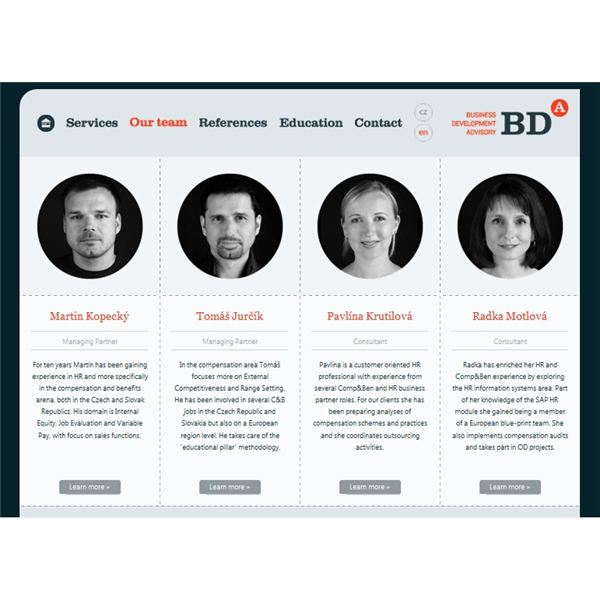 Services Our team References Education Contact
cz
en
BUSINESS
DEVELOPMENT
ADVISORY
BD
A
Martin Kopecký
Managing Partner
For ten years Martin has been gaining
experience in HR and more specifically
in the compensation and benefits
arena, both in the Czech and Slovak
Republics. His domain is Internal
Equity, Job Evaluation and Variable
Pay, with focus on sales functions.
Learn more »
Tomáš Jurčík
Managing Partner
In the compensation area Tomáš
focuses more on External
Competitiveness and Range Setting.
He has been involved in several C&B
jobs in the Czech Republic and
Slovakia but also on a European
region level. He takes care of the
'educational pillar' methodology.
Learn more »
Pavlína Krutilová
Consultant
Pavlína is a customer oriented HR
professional with experience from
several Comp&Ben and HR business
partner roles. For our clients she has
been preparing analyses of
compensation schemes and practices
and she coordinates outsourcing
activities.
Learn more »
Radka Motlová
Consultant
Radka has enriched her HR and
Comp&Ben experience by exploring
the HR information systems area. Part
of her knowledge of the SAP HR
module she gained being a member
of a European blue-print team. She
also implements compensation audits
and takes part in OD projects.
Learn more »